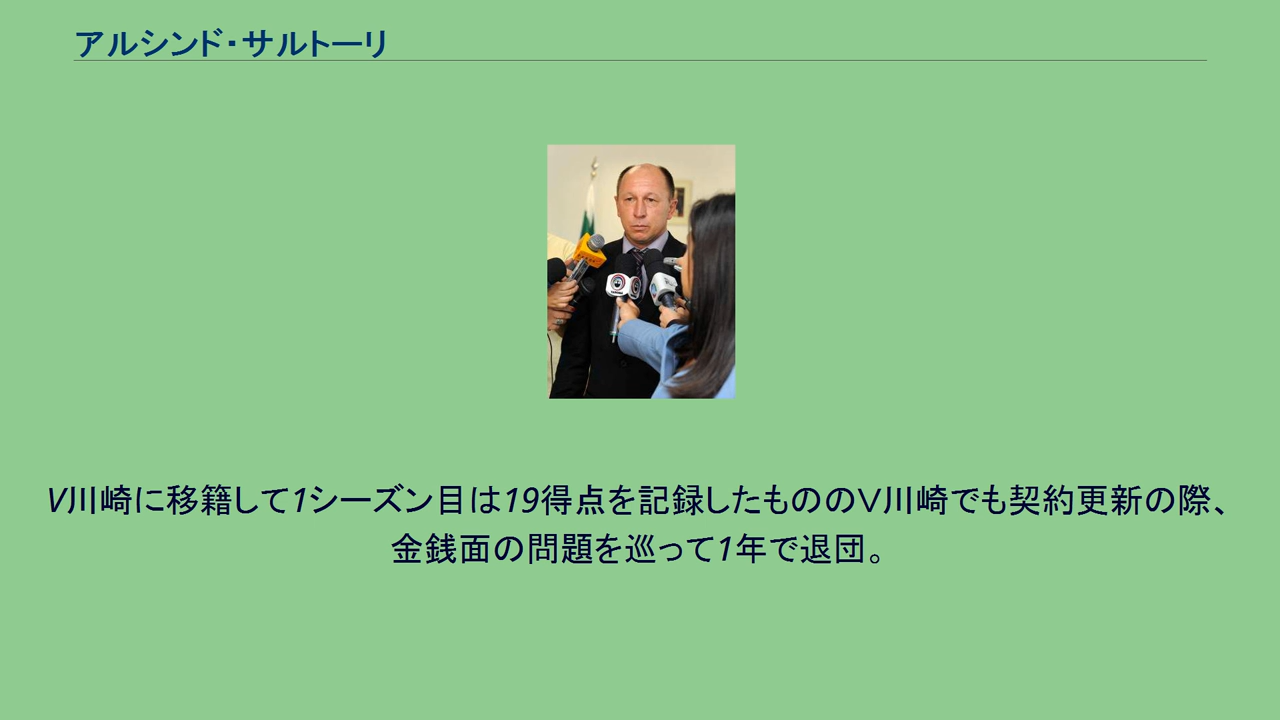 アルシンド・サルトーリ
V川崎に移籍して1シーズン目は19得点を記録したもののV川崎でも契約更新の際、
金銭面の問題を巡って1年で退団。